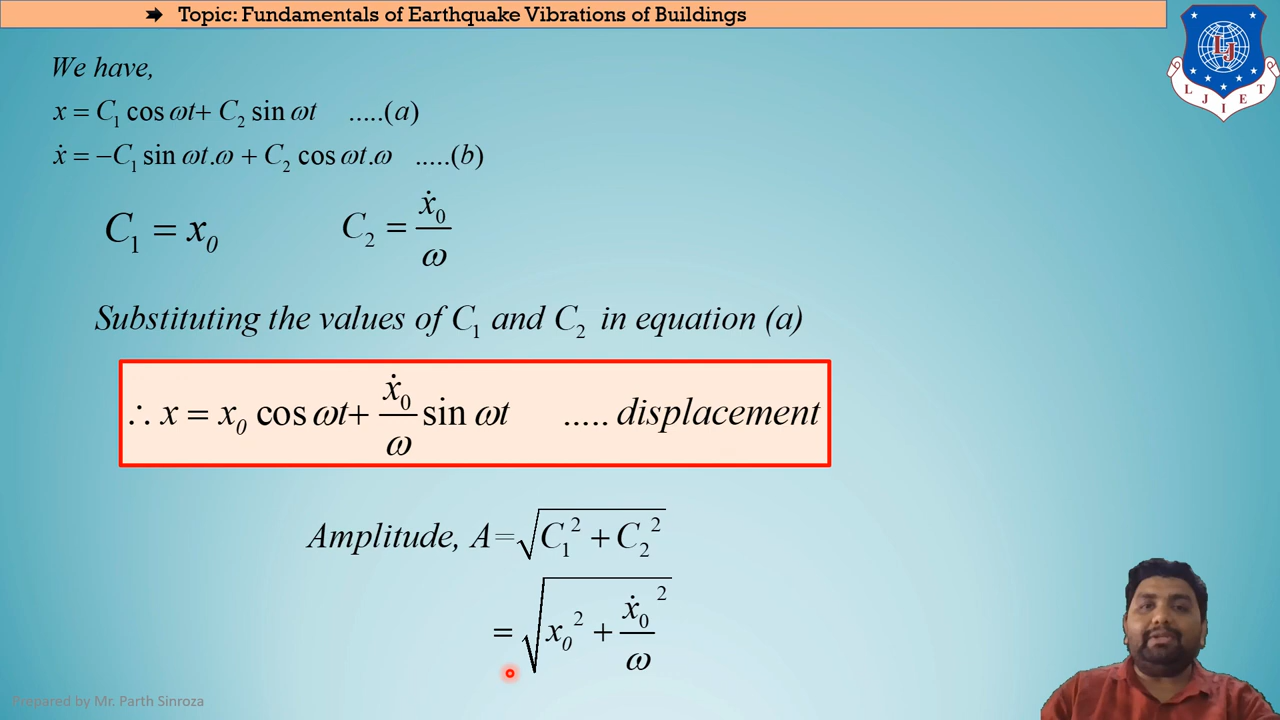 ➔ Topic: Fundamentals of Earthquake Vibrations of Buildings
LJIET
We have,
x = C₁ cos ωt + C₂ sin ωt .....(a)
ẋ = −C₁ sin ωt.ω + C₂ cos ωt.ω .....(b)
C₁ = x₀ C₂ = ẋ₀/ω
Substituting the values of C₁ and C₂ in equation (a)
∴ x = x₀ cos ωt + ẋ₀/ω sin ωt ..... displacement
Amplitude, A=√(C₁² + C₂²)
= √(x₀² + ẋ₀²/ω)
Prepared by Mr. Parth Sinroza